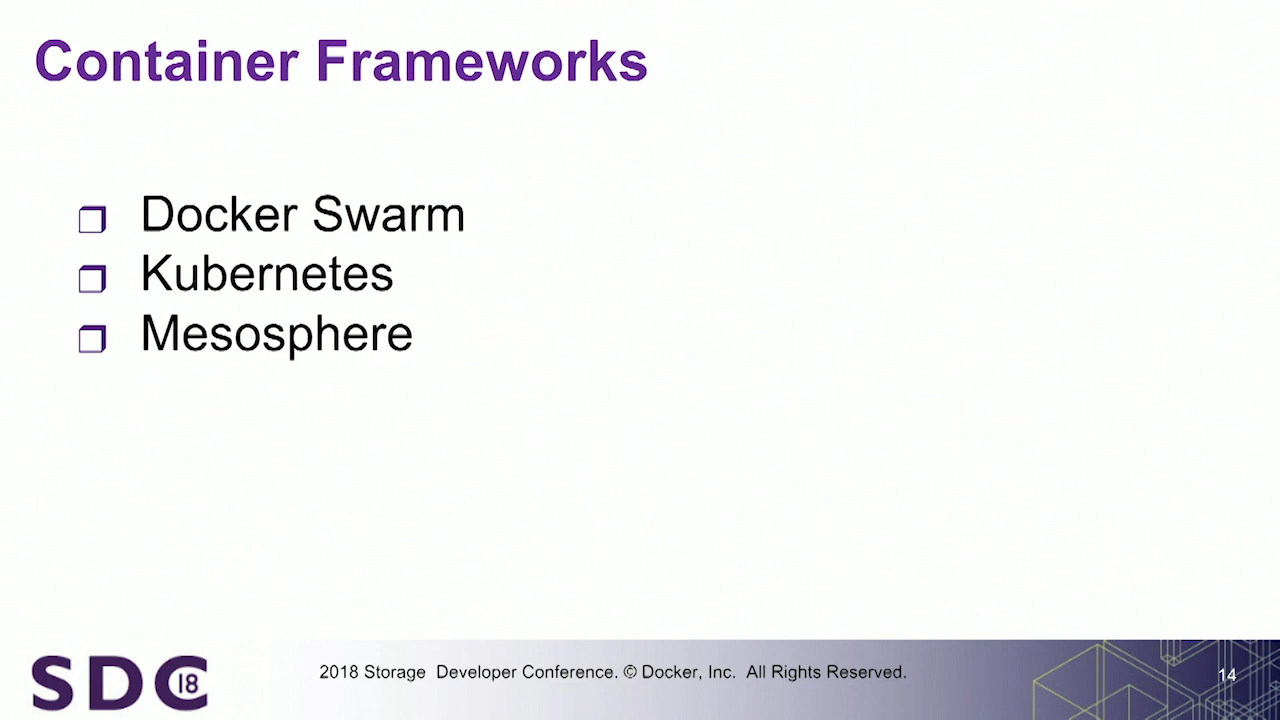 Container Frameworks
Docker Swarm
Kubernetes
Mesosphere
SDC 18
2018 Storage Developer Conference. © Docker, Inc. All Rights Reserved.
14